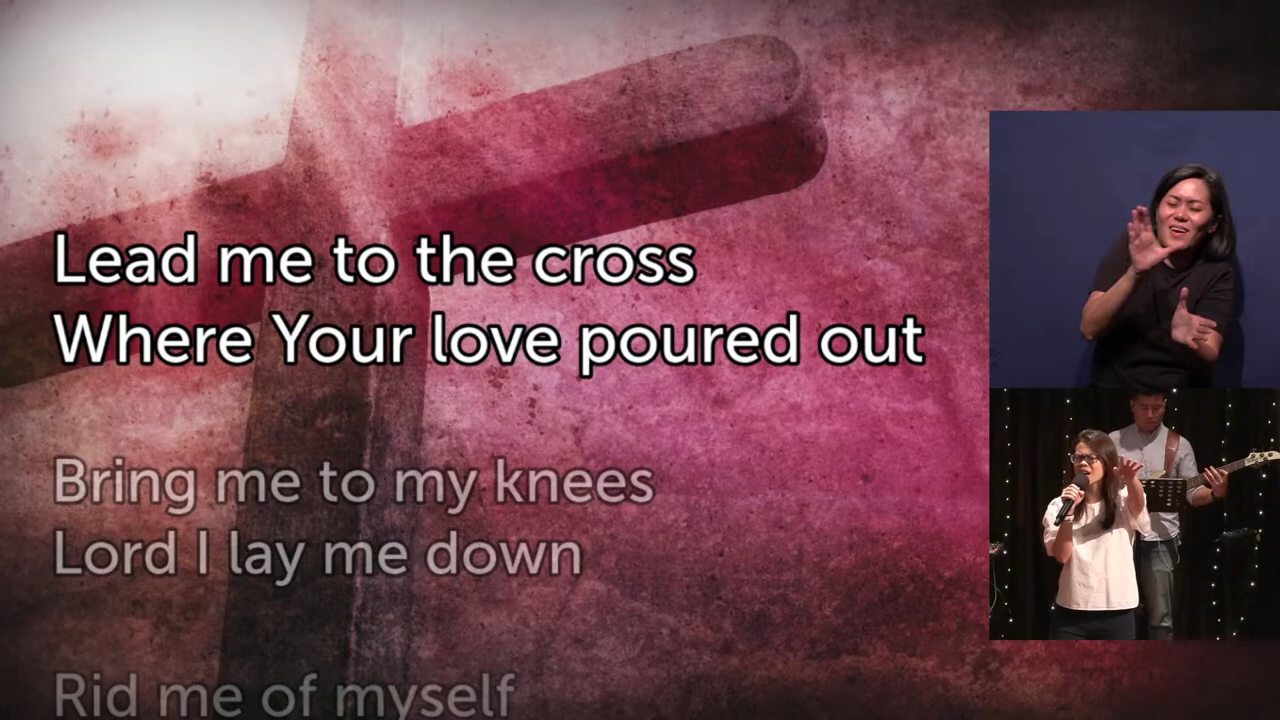 Lead me to the cross
Where Your love poured out
Bring me to my knees
Lord I lay me down
Rid me of myself